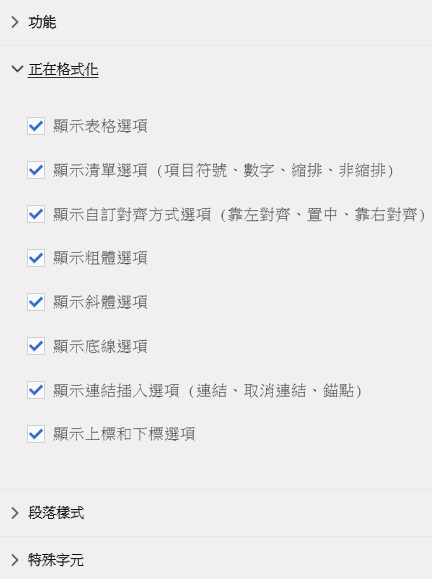 功能
正在格式化
顯示表格選項
顯示清單選項 (項目符號、數字、縮排、非縮排)
顯示自訂對齊方式選項 (靠左對齊、置中、靠右對齊)
顯示粗體選項
顯示斜體選項
顯示底線選項
顯示連結插入選項 (連結、取消連結、錨點)
顯示上標和下標選項
段落樣式
特殊字元